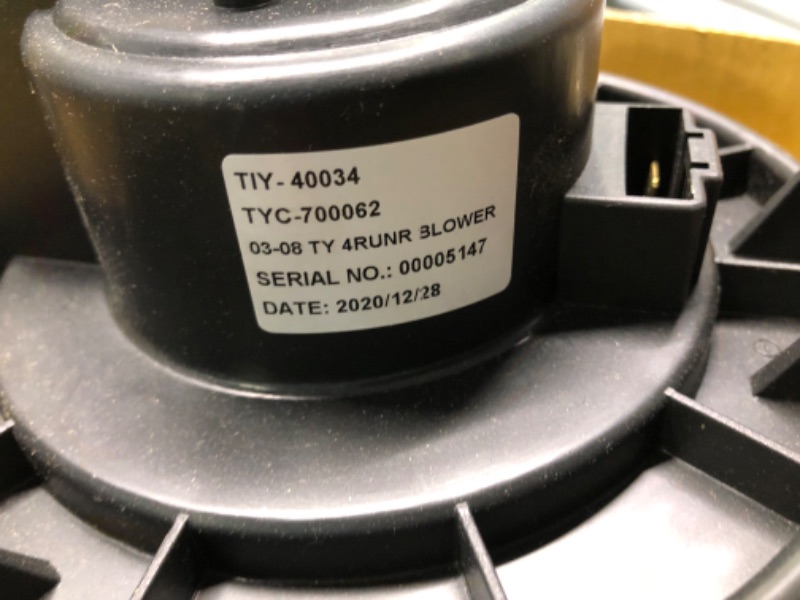 TIY- 40034
TYC-700062
03-08 TY 4RUNR BLOWER
SERIAL NO.: 00005147
DATE: 2020/12/28